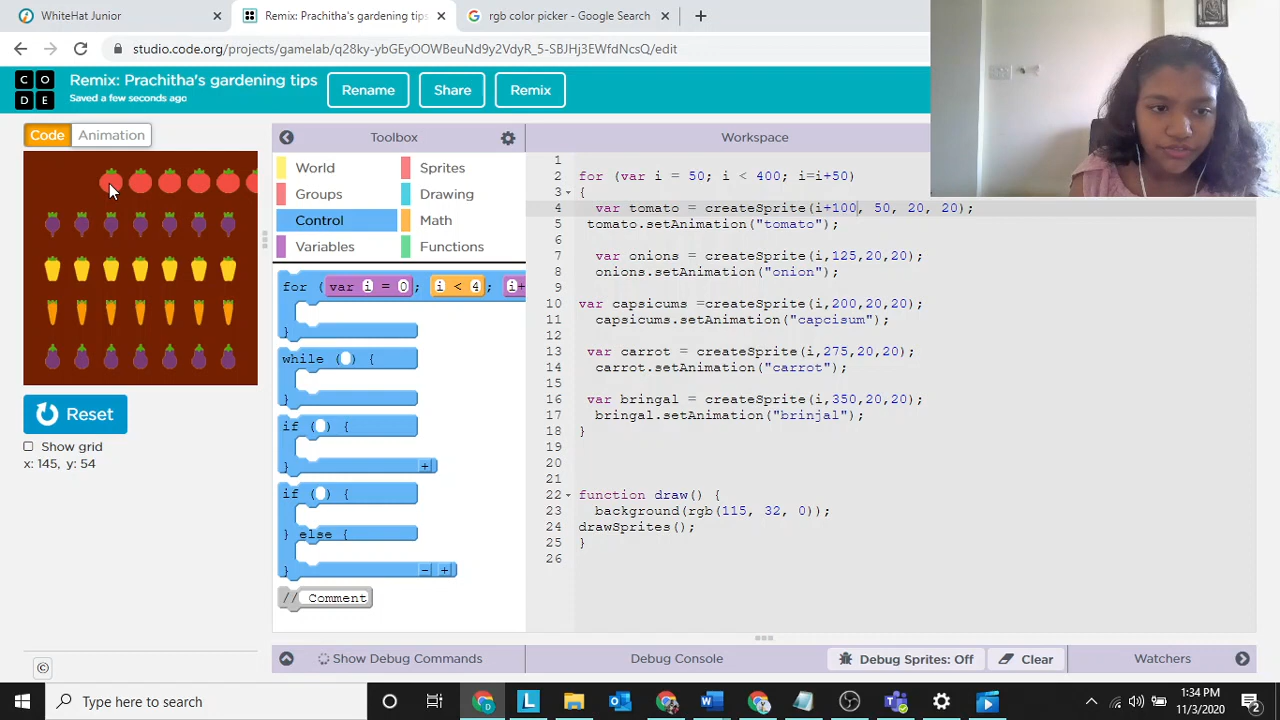 WhiteHat Junior
Remix: Prachitha's gardening tips
rgb color picker - Google Search
studio.code.org/projects/gamelab/q28ky-ybGEyOOWBeuNd9y2VdyR_5-SBJHj3EWfdNcsQ/edit
C O
D E
Remix: Prachitha's gardening tips
Saved a few seconds ago
Rename
Share
Remix
Code
Animation
Toolbox
Workspace
World
Sprites
Groups
Drawing
Control
Math
Variables
Functions
for ( var i = 0 ; i < 4 ; i+
}
while ( ) {
}
if ( ) {
} +
if ( ) {
} else {
} - +
// Comment
1
2 for (var i = 50; i < 400; i=i+50)
3 {
4 var tomato = createSprite(i+100, 50, 20, 20);
5 tomato.setAnimation("tomato");
6
7 var onions = createSprite(i,125,20,20);
8 onions.setAnimation("onion");
9
10 var capsicums =createSprite(i,200,20,20);
11 capsicums.setAnimation("capcisum");
12
13 var carrot = createSprite(i,275,20,20);
14 carrot.setAnimation("carrot");
15
16 var bringal = createSprite(i,350,20,20);
17 bringal.setAnimation("brinjal");
18 }
19
20
21
22 function draw() {
23 background(rgb(115, 32, 0));
24 drawSprites();
25 }
26
Reset
Show grid
x: 145, y: 54
Show Debug Commands
Debug Console
Debug Sprites: Off
Clear
Watchers
Type here to search
1:34 PM
11/3/2020
2